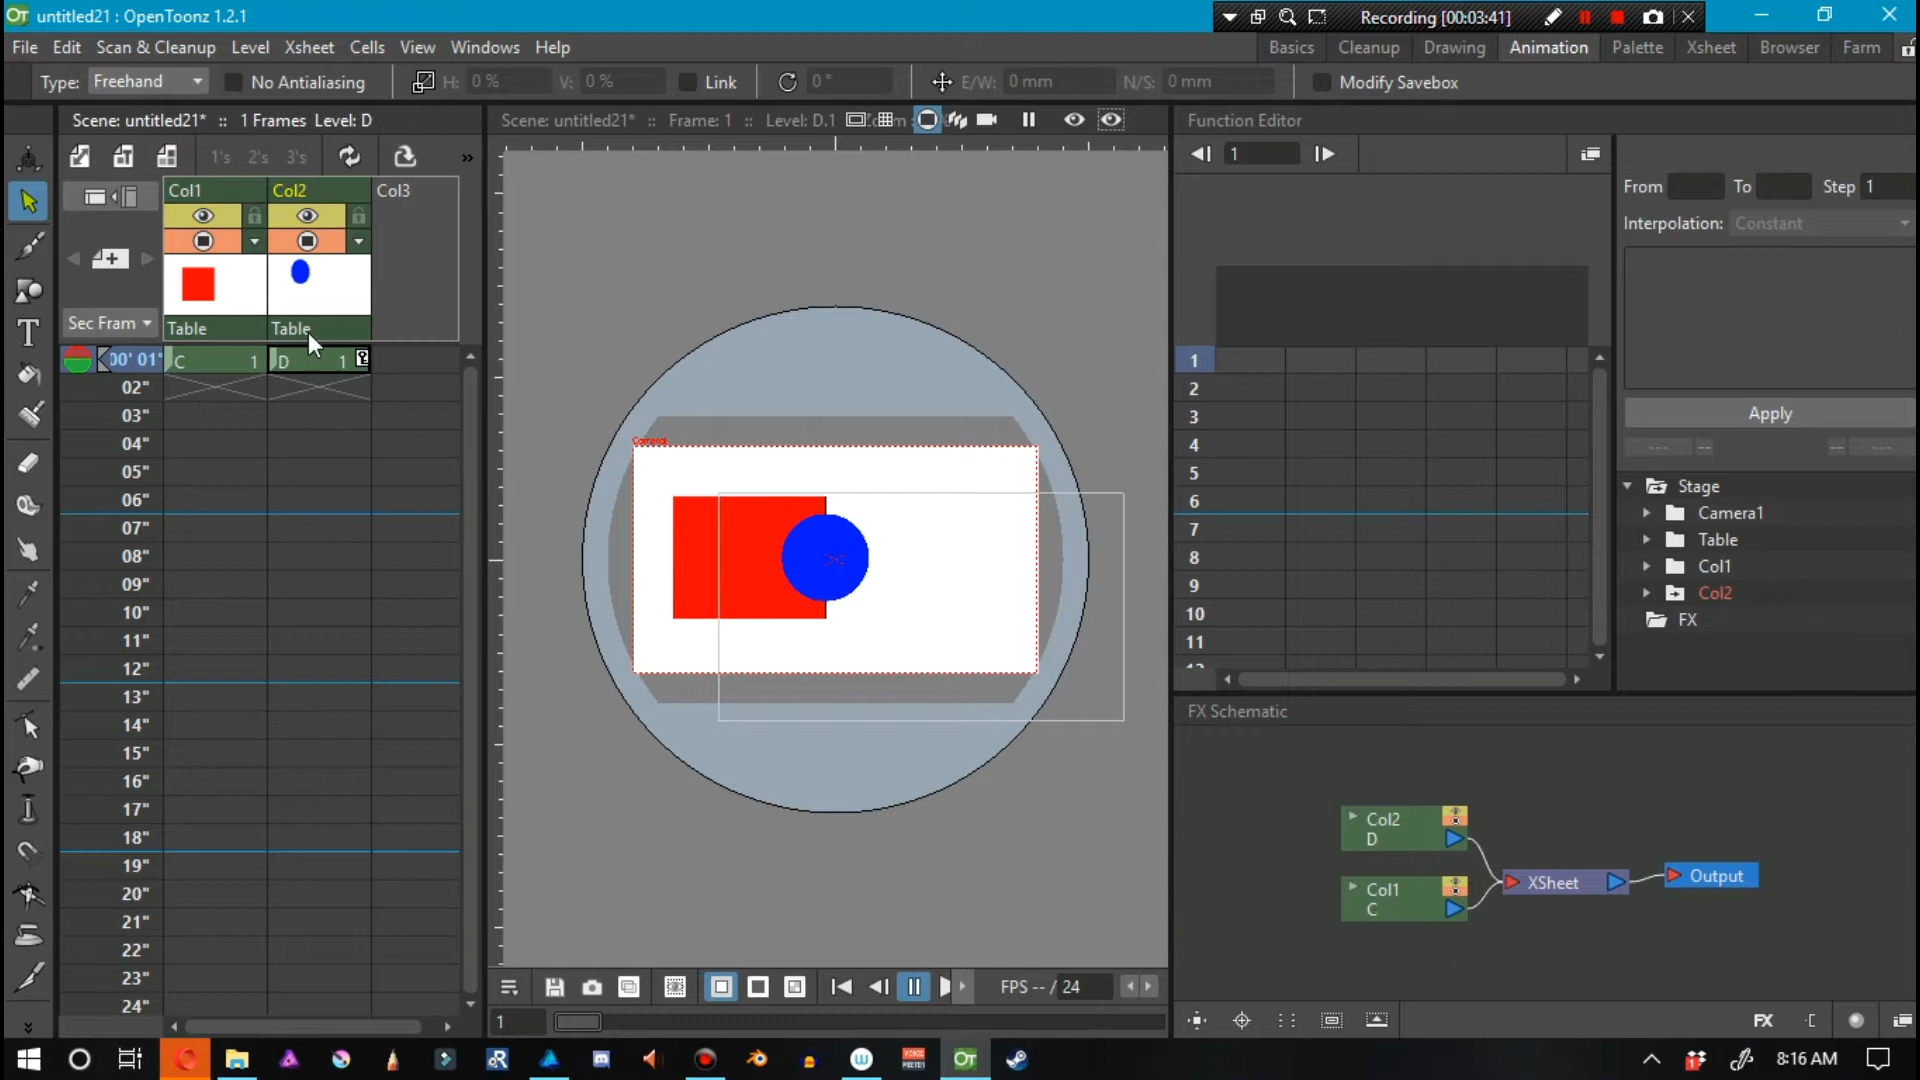 untitled21 : OpenToonz 1.2.1
Recording [00:03:41]
File Edit Scan & Cleanup Level Xsheet Cells View Windows Help
Basics Cleanup Drawing Animation Palette Xsheet Browser Farm
Type: Freehand No Antialiasing H: 0 % V: 0 % Link 0 ° E/W: 0 mm N/S: 0 mm Modify Savebox
Scene: untitled21* :: 1 Frames Level: D
Scene: untitled21* :: Frame: 1 :: Level: D.1
Function Editor
1's 2's 3's
1
Col1 Col2 Col3
From To Step 1
Interpolation: Constant
Sec Fram
Table Table
00' 01" C 1 D 1
02"
03"
04"
05"
06"
07"
08"
09"
10"
11"
12"
13"
14"
15"
16"
17"
18"
19"
20"
21"
22"
23"
24"
Camera1
1
2
3
4
5
6
7
8
9
10
11
Apply
Stage
Camera1
Table
Col1
Col2
FX
FX Schematic
Col2
D
Col1
C
XSheet
Output
FPS -- / 24
1
FX
8:16 AM